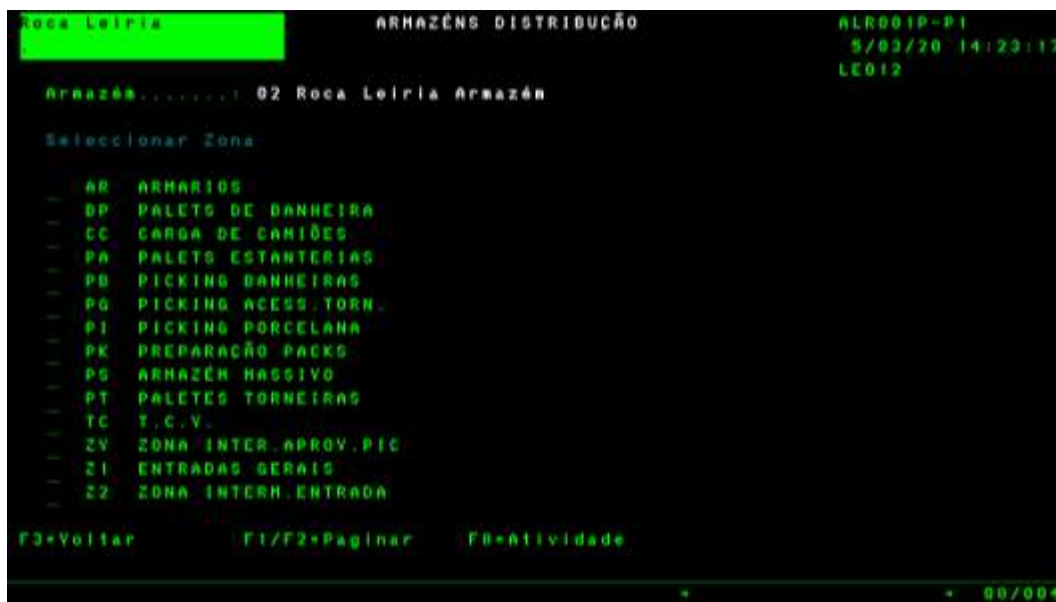 Roca Leiria ARMAZÉNS DISTRIBUÇÃO ALR001P-P1
5/03/20 14:23:17
LE012
Armazém.......: 02 Roca Leiria Armazém
Seleccionar Zona
_ AR ARMARIOS
_ BP PALETS DE BANHEIRA
_ CC CARGA DE CAMIÕES
_ PA PALETS ESTANTERIAS
_ PB PICKING BANHEIRAS
_ PG PICKING ACESS.TORN.
_ PI PICKING PORCELANA
_ PK PREPARAÇÃO PACKS
_ PS ARMAZÉM MASSIVO
_ PT PALETES TORNEIRAS
_ TC T.C.V.
_ ZY ZONA INTER.APROV.PIC
_ Z1 ENTRADAS GERAIS
_ Z2 ZONA INTERM.ENTRADA
F3=Voltar F1/F2=Paginar F8=Atividade